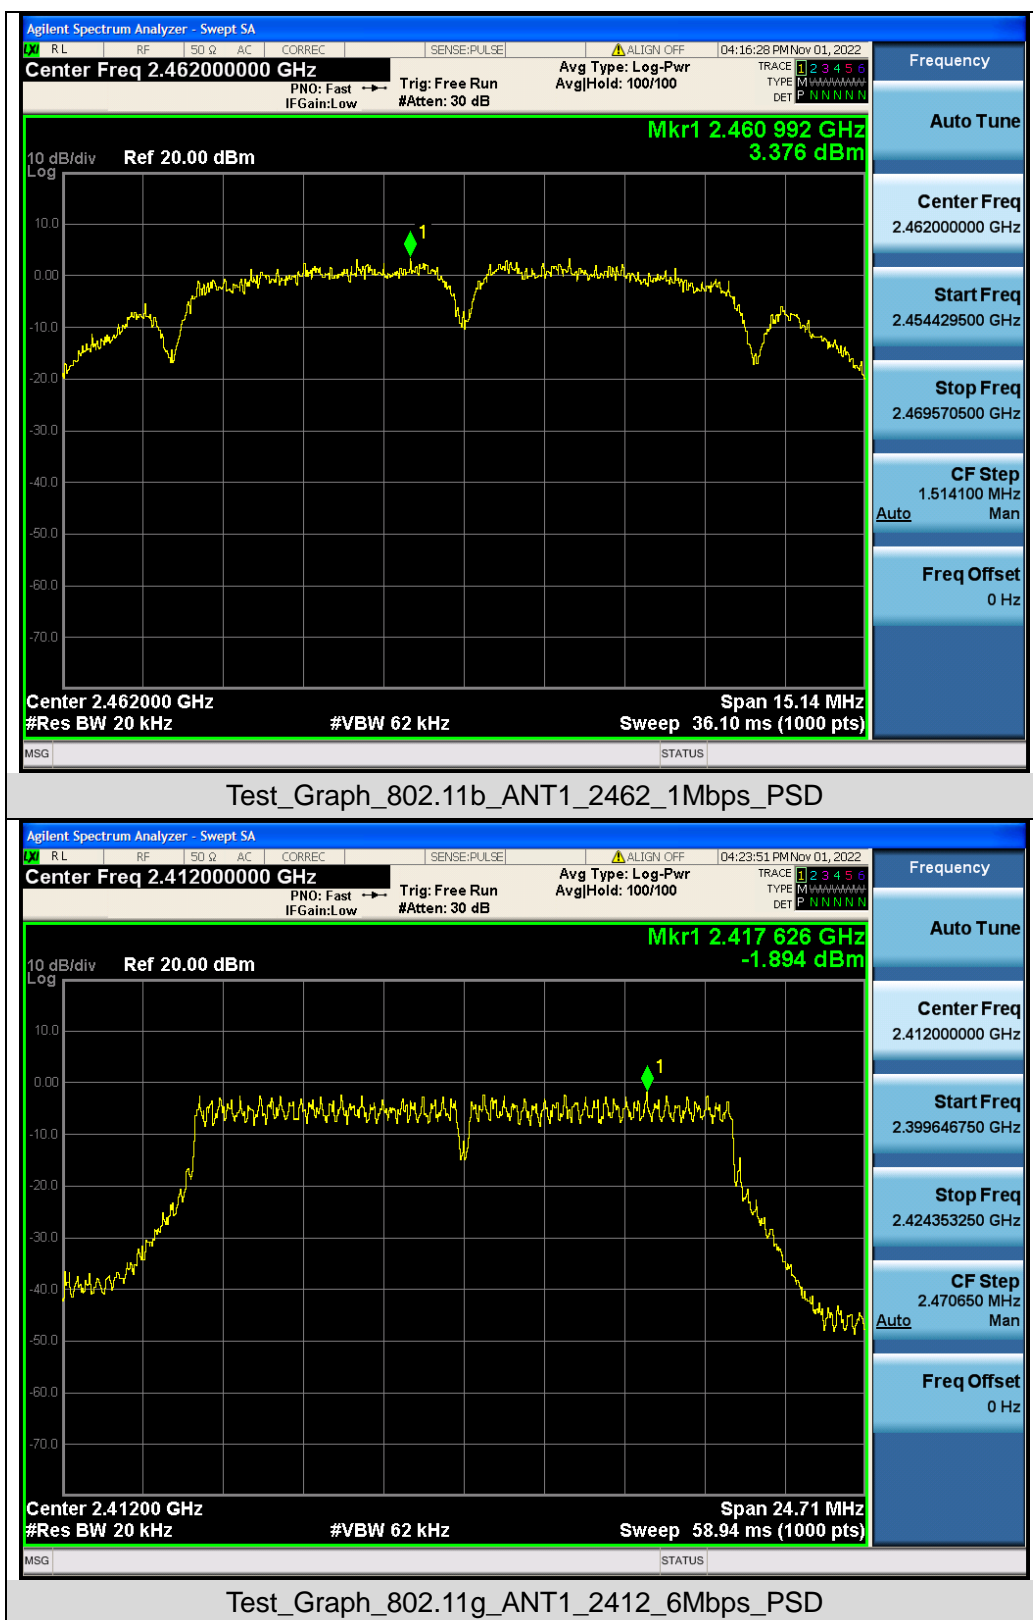 Agilent Spectrum Analyzer - Swept SA
LXI RL RF 50 Ω AC CORREC SENSE:PULSE ALIGN OFF 04:16:28 PM Nov 01, 2022
Center Freq 2.462000000 GHz
PNO: Fast
IFGain:Low
Trig: Free Run
#Atten: 30 dB
Avg Type: Log-Pwr
Avg|Hold: 100/100
TRACE 1 2 3 4 5 6
TYPE M W W W W W
DET P N N N N N
Mkr1 2.460 992 GHz
3.376 dBm
10 dB/div Ref 20.00 dBm
Log
10.0
0.00
-10.0
-20.0
-30.0
-40.0
-50.0
-60.0
-70.0
1
Center 2.462000 GHz Span 15.14 MHz
#Res BW 20 kHz #VBW 62 kHz Sweep 36.10 ms (1000 pts)
MSG STATUS
Frequency
Auto Tune
Center Freq
2.462000000 GHz
Start Freq
2.454429500 GHz
Stop Freq
2.469570500 GHz
CF Step
1.514100 MHz
Auto Man
Freq Offset
0 Hz
Test_Graph_802.11b_ANT1_2462_1Mbps_PSD
Agilent Spectrum Analyzer - Swept SA
LXI RL RF 50 Ω AC CORREC SENSE:PULSE ALIGN OFF 04:23:51 PM Nov 01, 2022
Center Freq 2.412000000 GHz
PNO: Fast
IFGain:Low
Trig: Free Run
#Atten: 30 dB
Avg Type: Log-Pwr
Avg|Hold: 100/100
TRACE 1 2 3 4 5 6
TYPE M W W W W W
DET P N N N N N
Mkr1 2.417 626 GHz
-1.894 dBm
10 dB/div Ref 20.00 dBm
Log
10.0
0.00
-10.0
-20.0
-30.0
-40.0
-50.0
-60.0
-70.0
1
Center 2.41200 GHz Span 24.71 MHz
#Res BW 20 kHz #VBW 62 kHz Sweep 58.94 ms (1000 pts)
MSG STATUS
Frequency
Auto Tune
Center Freq
2.412000000 GHz
Start Freq
2.399646750 GHz
Stop Freq
2.424353250 GHz
CF Step
2.470650 MHz
Auto Man
Freq Offset
0 Hz
Test_Graph_802.11g_ANT1_2412_6Mbps_PSD